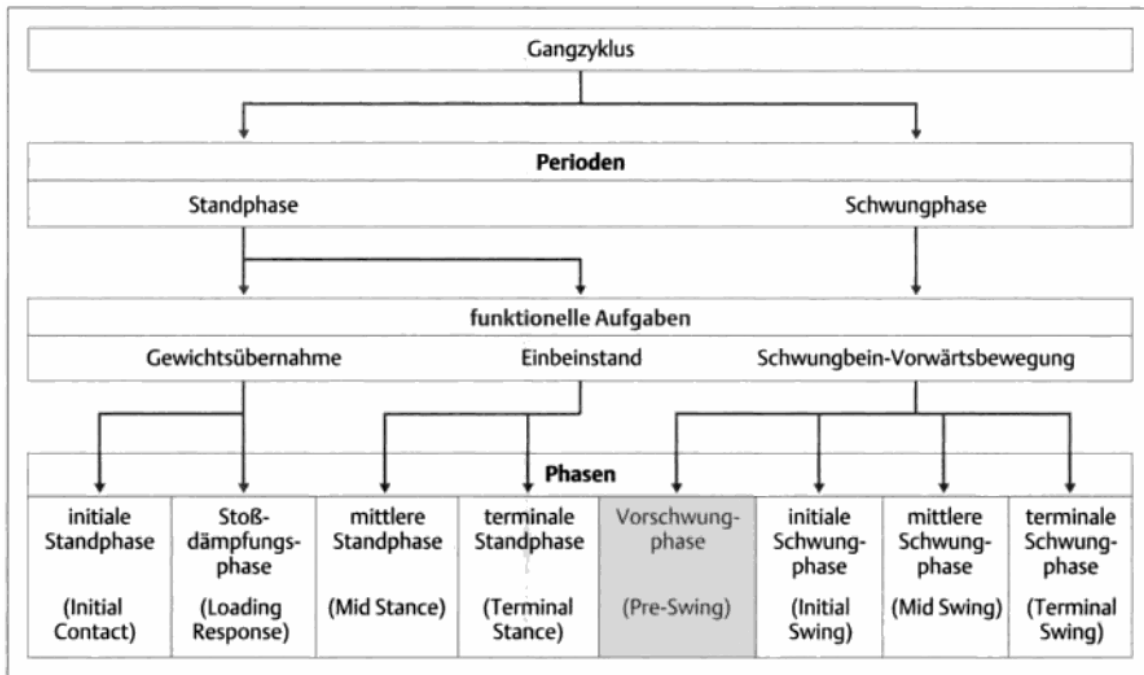 Gangzyklus
Perioden
Standphase
Schwungphase
funktionelle Aufgaben
Gewichtsübernahme
Einbeinstand
Schwungbein-Vorwärtsbewegung
Phasen
initiale
Standphase
(Initial
Contact)
Stoß-
dämpfungs-
phase
(Loading
Response)
mittlere
Standphase
(Mid Stance)
terminale
Standphase
(Terminal
Stance)
Vorschwung-
phase
(Pre-Swing)
initiale
Schwung-
phase
(Initial
Swing)
mittlere
Schwung-
phase
(Mid Swing)
terminale
Schwung-
phase
(Terminal
Swing)